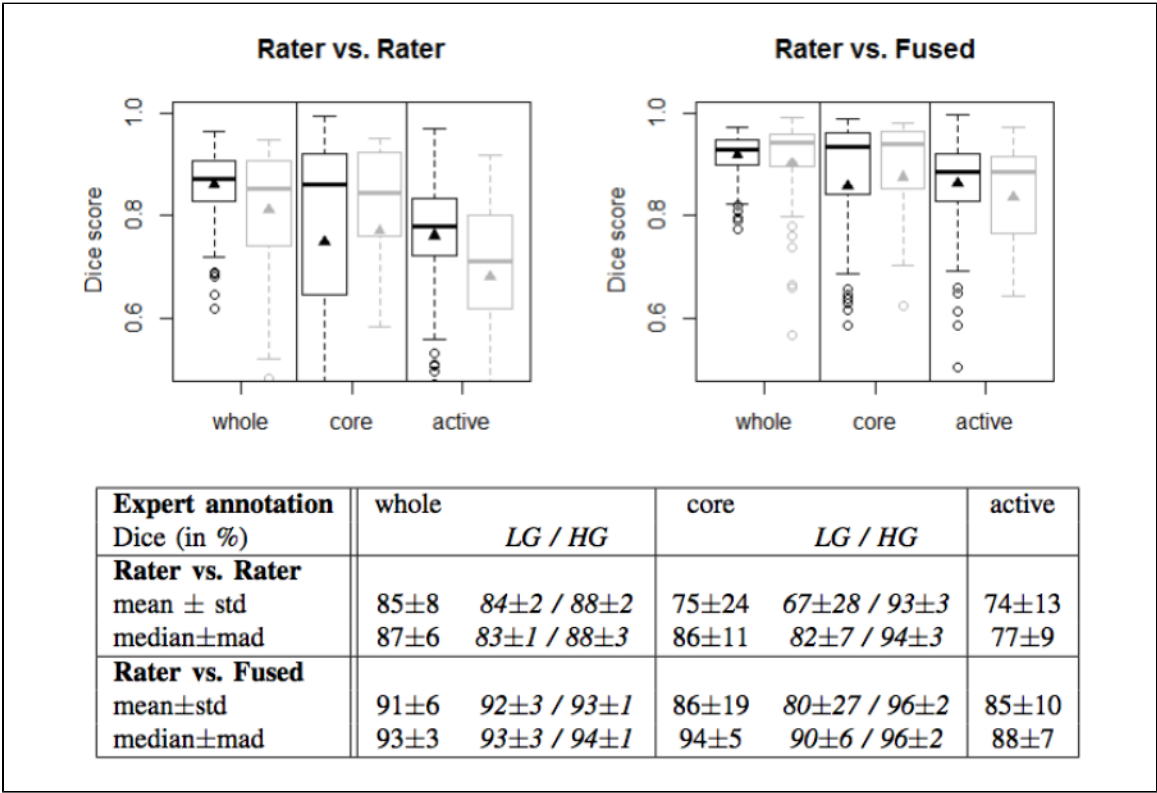 Rater vs. Rater
Dice score
1.0
0.8
0.6
whole core active
Rater vs. Fused
Dice score
1.0
0.8
0.6
whole core active
Expert annotation whole core active
Dice (in %) LG / HG LG / HG
Rater vs. Rater
mean ± std 85±8 84±2 / 88±2 75±24 67±28 / 93±3 74±13
median±mad 87±6 83±1 / 88±3 86±11 82±7 / 94±3 77±9
Rater vs. Fused
mean±std 91±6 92±3 / 93±1 86±19 80±27 / 96±2 85±10
median±mad 93±3 93±3 / 94±1 94±5 90±6 / 96±2 88±7